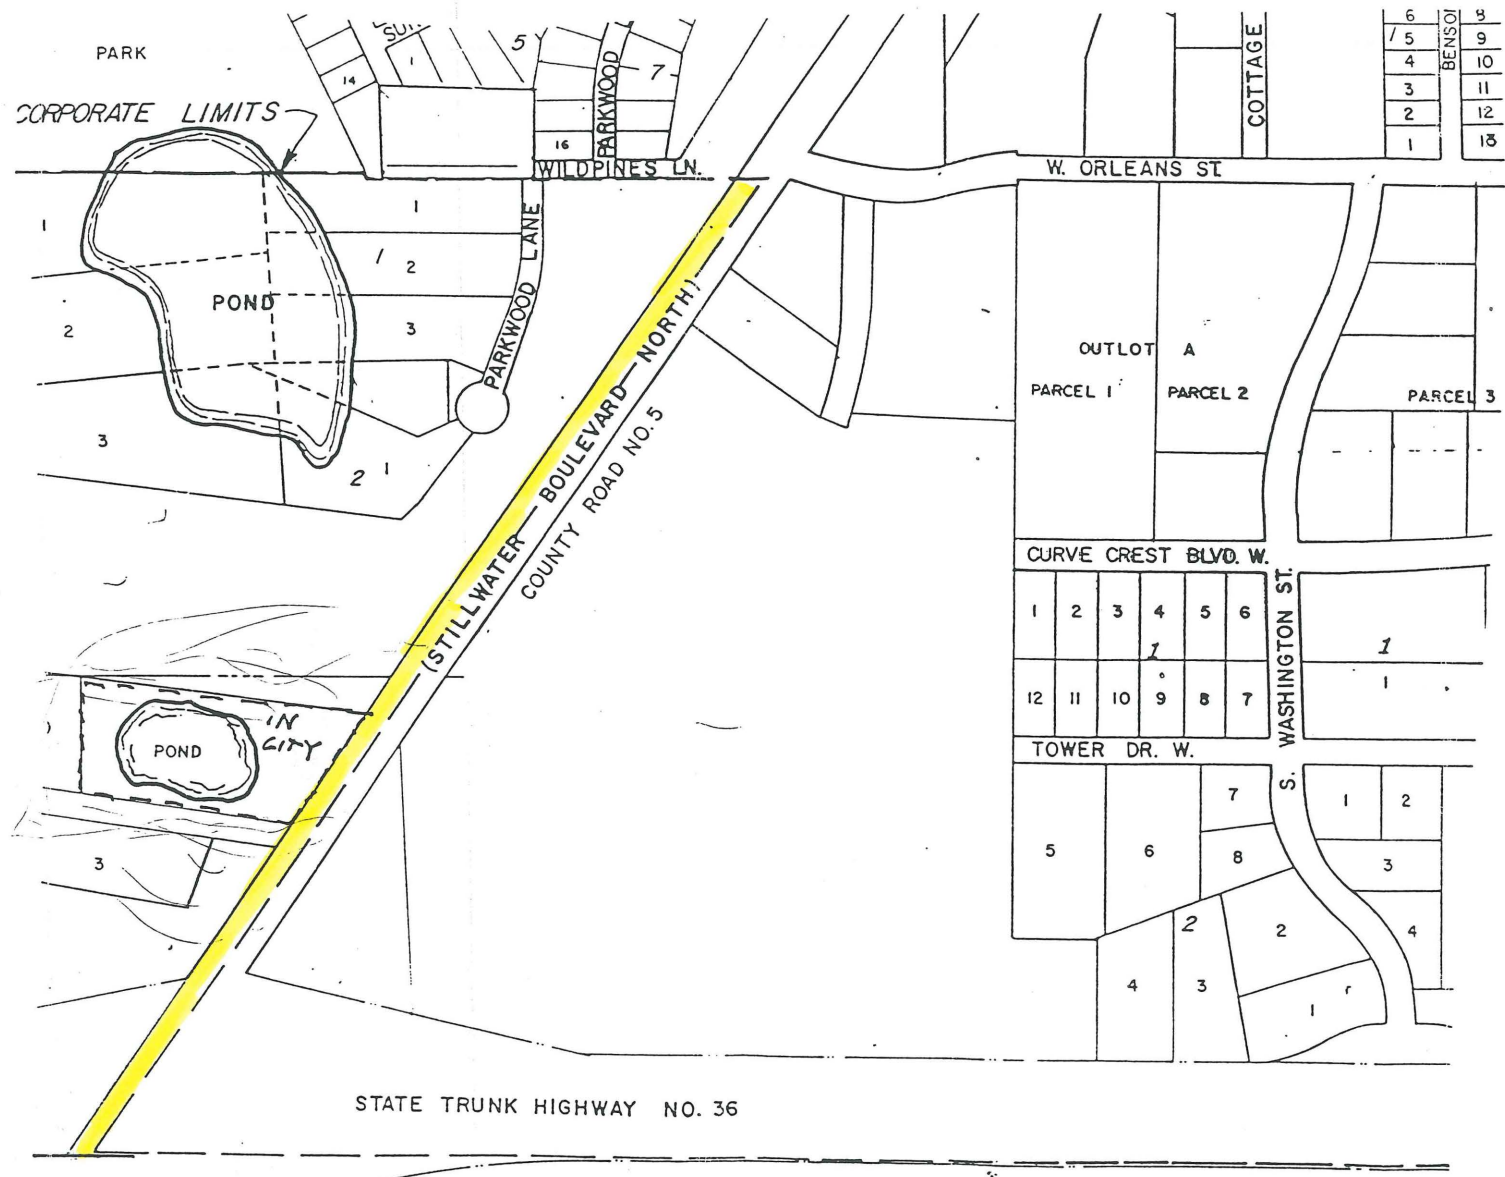 PARK
CORPORATE LIMITS
14
1
5
7
16
PARKWOOD
WILDPINES LN.
COTTAGE
6
5
4
3
2
1
9
10
11
12
13
W. ORLEANS ST.
1
2
3
POND
1
1
2
3
2
1
PARKWOOD LANE
(STILLWATER BOULEVARD NORTH)
COUNTY ROAD NO. 5
OUTLOT A
PARCEL 1
PARCEL 2
PARCEL 3
CURVE CREST BLVD. W.
1 2 3 4 5 6
1
12 11 10 9 8 7
S. WASHINGTON ST.
1
1
TOWER DR. W.
IN
CITY
POND
3
5
6
7
8
2
4
3
2
1
1
2
3
4
STATE TRUNK HIGHWAY NO. 36